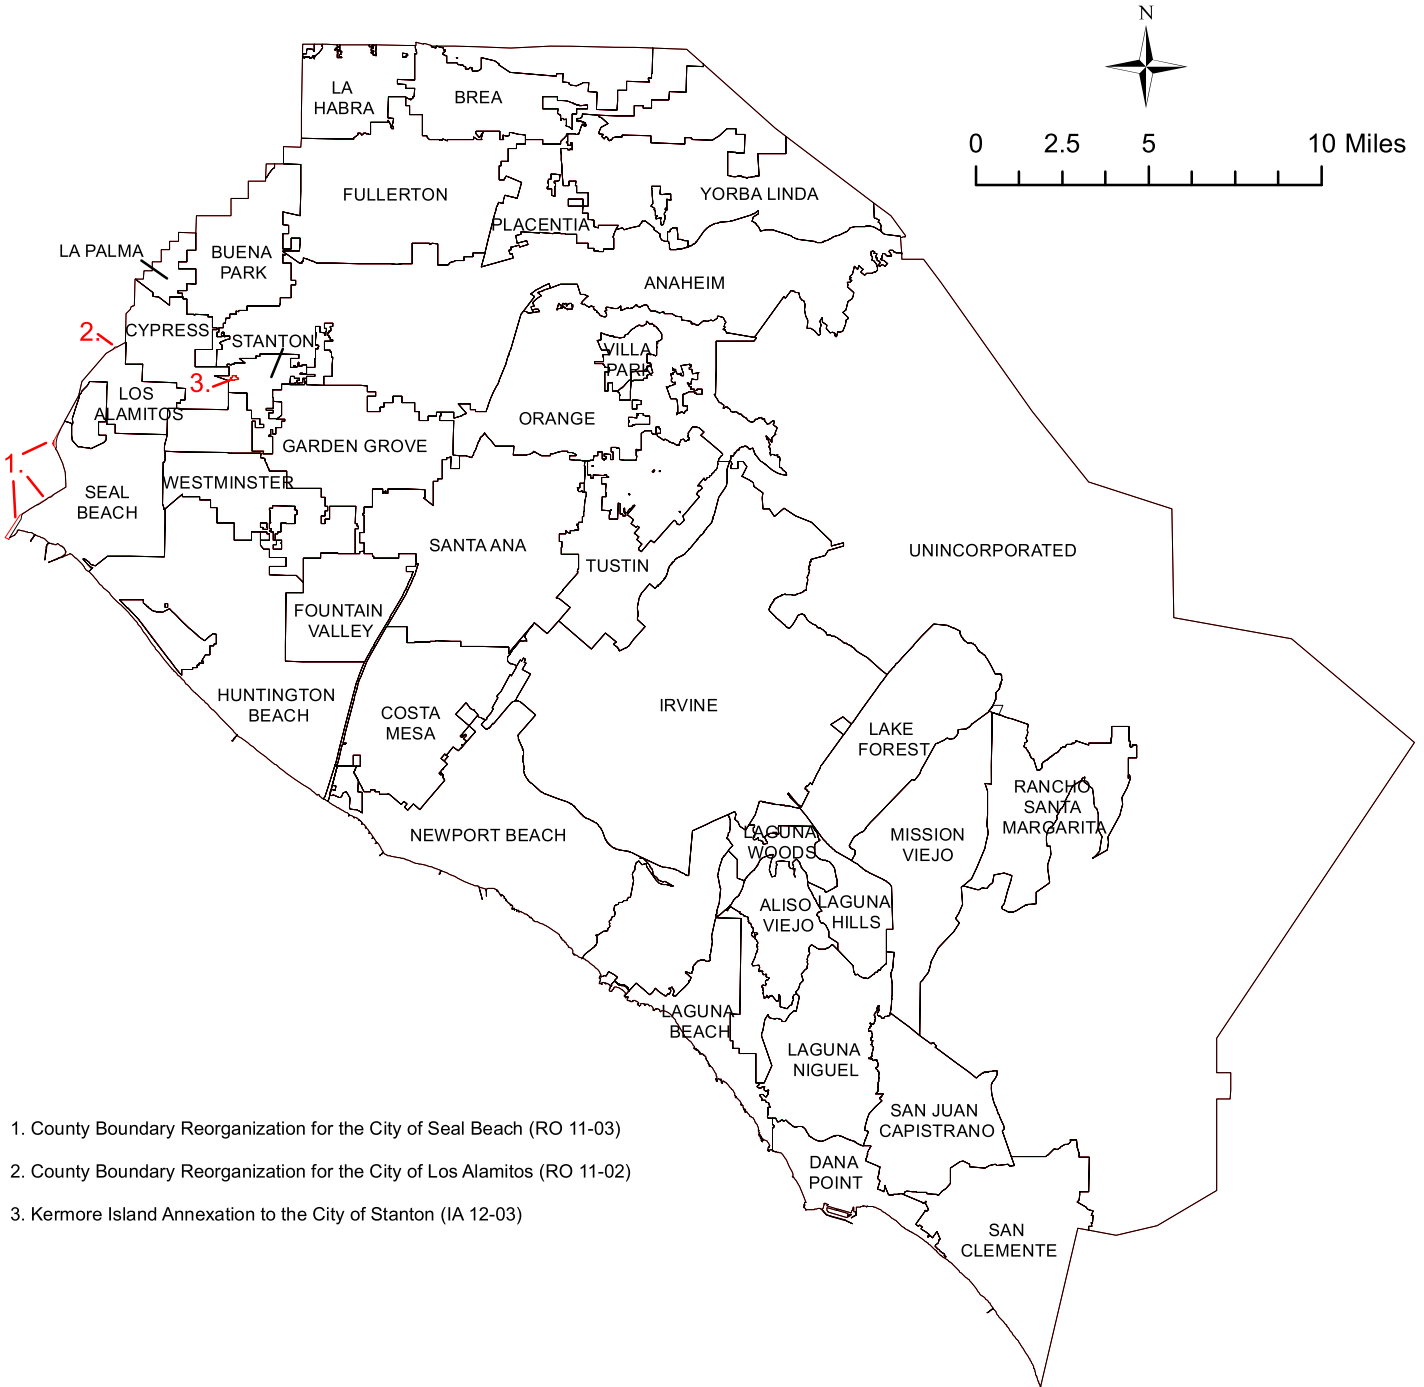 N
0 2.5 5 10 Miles
LA
HABRA
BREA
FULLERTON
YORBA LINDA
PLACENTIA
LA PALMA
BUENA
PARK
ANAHEIM
CYPRESS
2.
STANTON
VILLA
PARK
3.
LOS
ALAMITOS
ORANGE
GARDEN GROVE
1.
WESTMINSTER
SEAL
BEACH
SANTA ANA
UNINCORPORATED
TUSTIN
FOUNTAIN
VALLEY
HUNTINGTON
BEACH
COSTA
MESA
IRVINE
LAKE
FOREST
RANCHO
SANTA
MARGARITA
NEWPORT BEACH
LAGUNA
WOODS
MISSION
VIEJO
ALISO
VIEJO
LAGUNA
HILLS
LAGUNA
BEACH
LAGUNA
NIGUEL
SAN JUAN
CAPISTRANO
DANA
POINT
SAN
CLEMENTE
1. County Boundary Reorganization for the City of Seal Beach (RO 11-03)
2. County Boundary Reorganization for the City of Los Alamitos (RO 11-02)
3. Kermore Island Annexation to the City of Stanton (IA 12-03)